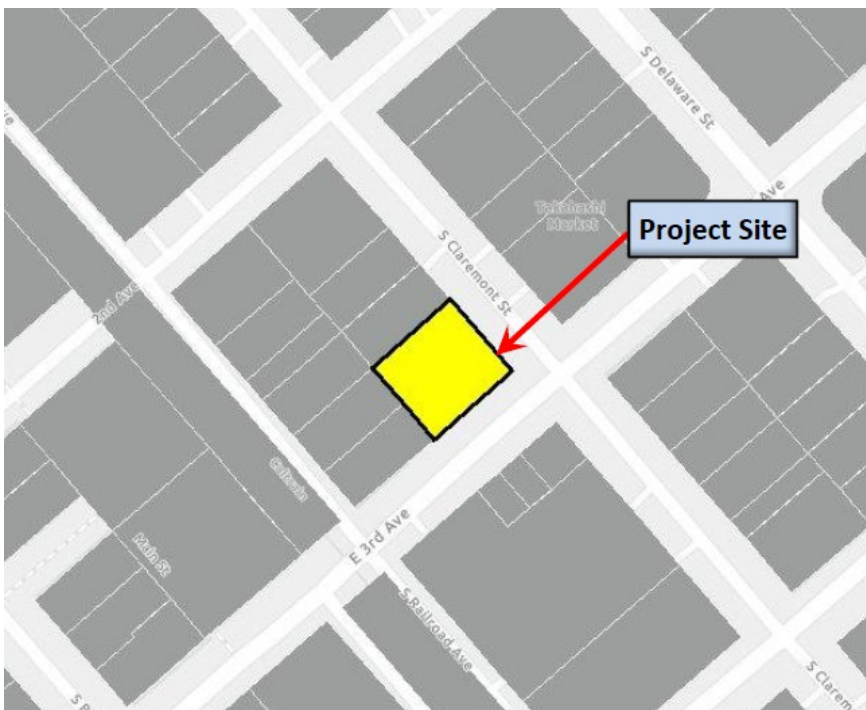 ve
S Delaware St
Ave
Takahashi
Market
Project Site
S Claremont St
2nd Ave
Caltrain
E 3rd Ave
Main St
S Railroad Ave
S Clarem